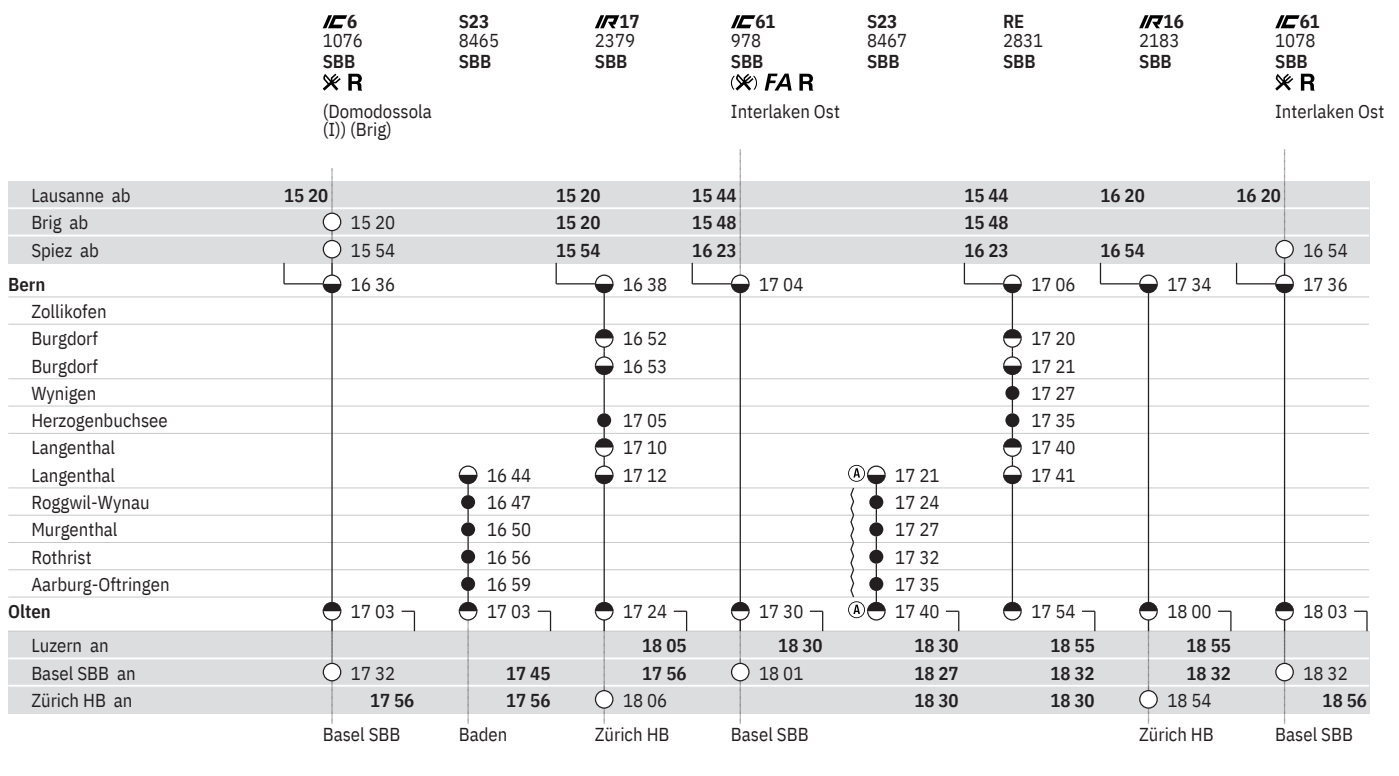 IC6 S23 IR17 IC61 S23 RE IR16 IC61
1076 8465 2379 978 8467 2831 2183 1078
SBB SBB SBB SBB SBB SBB SBB SBB
R (FA R R
(Domodossola Interlaken Ost Interlaken Ost
(I)) (Brig)
Lausanne ab 15 20 15 20 15 44 15 44 16 20 16 20
Brig ab 15 20 15 20 15 48 15 48
Spiez ab 15 54 15 54 16 23 16 23 16 54 16 54
Bern 16 36 16 38 17 04 17 06 17 34 17 36
Zollikofen
Burgdorf 16 52 17 20
Burgdorf 16 53 17 21
Wynigen 17 27
Herzogenbuchsee 17 05 17 35
Langenthal 17 10 17 40
Langenthal 16 44 17 12 A 17 21 17 41
Roggwil-Wynau 16 47 17 24
Murgenthal 16 50 17 27
Rothrist 16 56 17 32
Aarburg-Oftringen 16 59 17 35
Olten 17 03 17 03 17 24 17 30 A 17 40 17 54 18 00 18 03
Luzern an 18 05 18 30 18 30 18 55 18 55
Basel SBB an 17 32 17 45 17 56 18 01 18 27 18 32 18 32 18 32
Zürich HB an 17 56 17 56 18 06 18 30 18 30 18 54 18 56
Basel SBB Baden Zürich HB Basel SBB Zürich HB Basel SBB